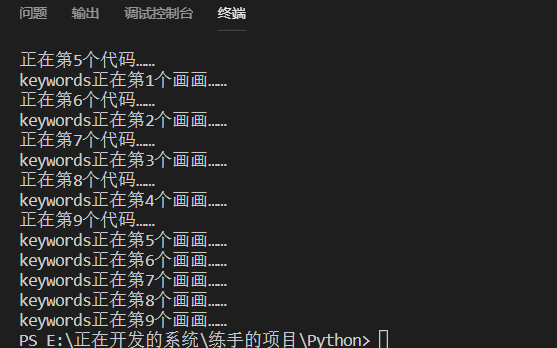 问题 输出 调试控制台 终端
正在第5个代码……
keywords正在第1个画画……
正在第6个代码……
keywords正在第2个画画……
正在第7个代码……
keywords正在第3个画画……
正在第8个代码……
keywords正在第4个画画……
正在第9个代码……
keywords正在第5个画画……
keywords正在第6个画画……
keywords正在第7个画画……
keywords正在第8个画画……
keywords正在第9个画画……
PS E:\正在开发的系统\练手的项目\Python>